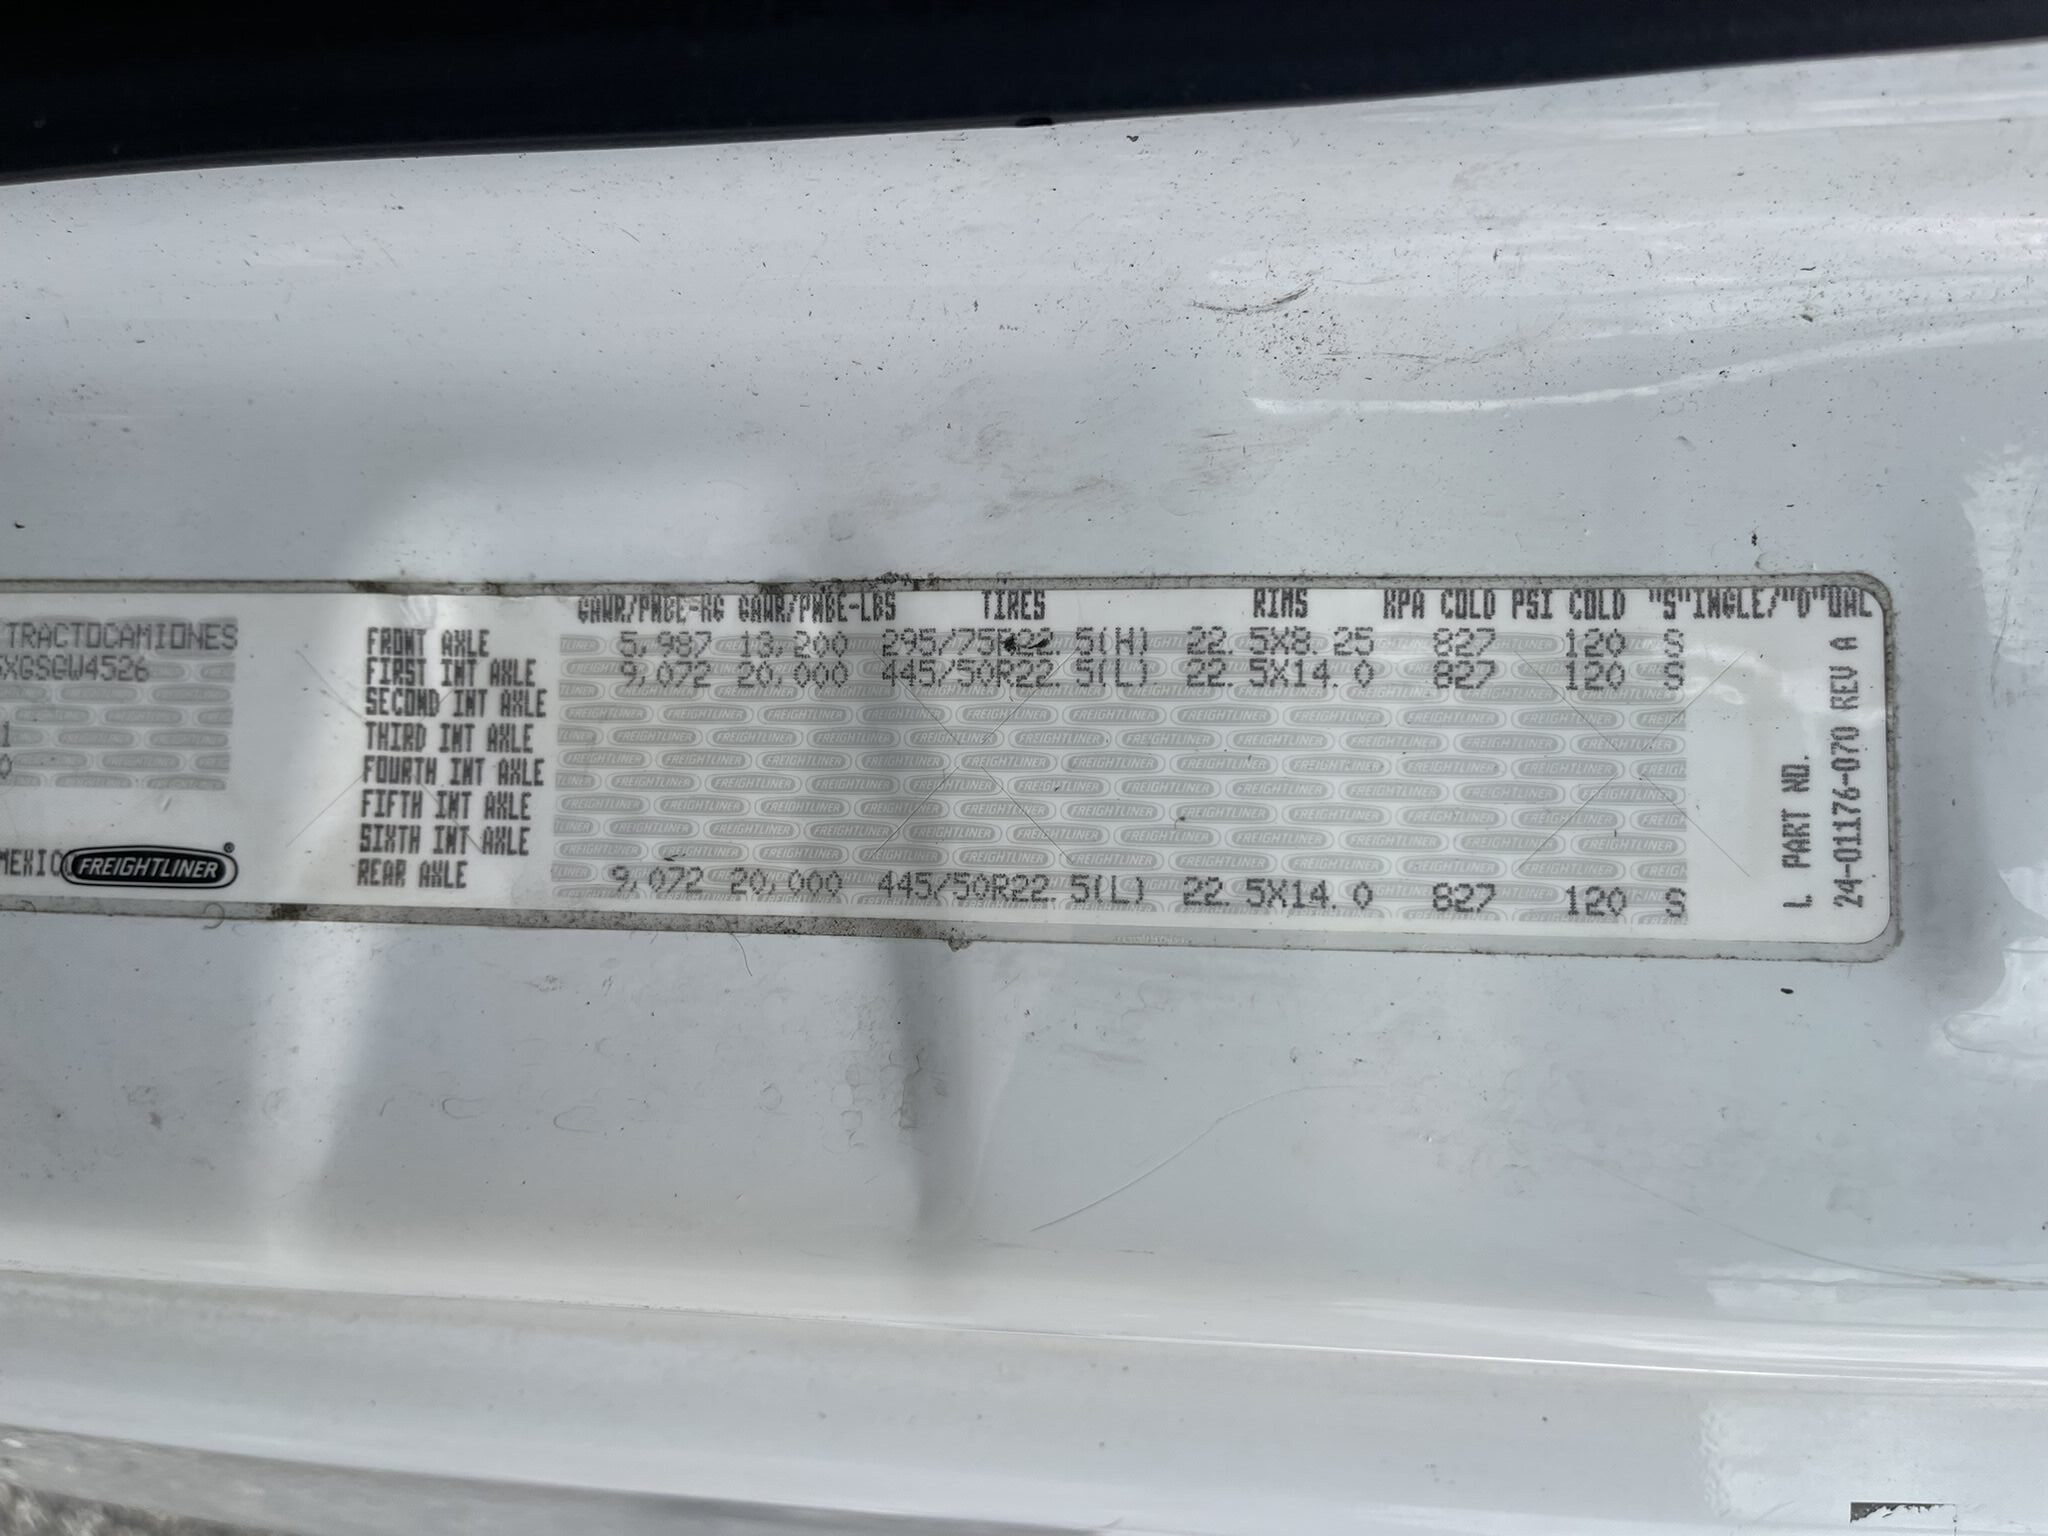 GAWR/PNBE-KG GAWR/PNBE-LBS TIRES RIMS KPA COLD PSI COLD "S"INGLE/"D"UAL
TRACTOCAMIONES
XGSGW4526
1
0
MEXICO
FREIGHTLINER®
FRONT AXLE 5,987 13,200 295/75R22.5(H) 22.5X8.25 827 120 S
FIRST INT AXLE 9,072 20,000 445/50R22.5(L) 22.5X14.0 827 120 S
SECOND INT AXLE
THIRD INT AXLE
FOURTH INT AXLE
FIFTH INT AXLE
SIXTH INT AXLE
REAR AXLE 9,072 20,000 445/50R22.5(L) 22.5X14.0 827 120 S
L PART NO.
24-01176-070 REV A